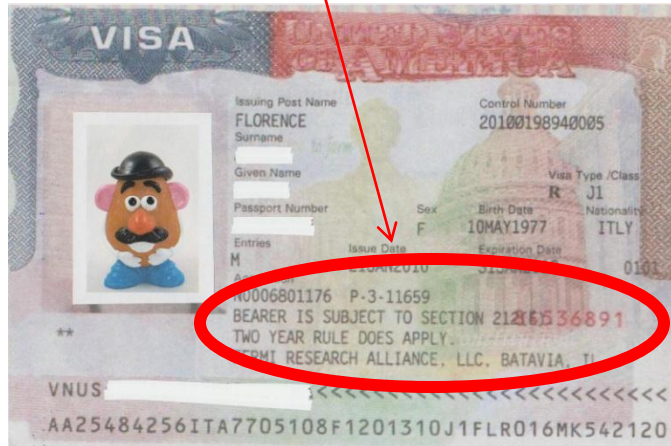 VISA UNITED STATES OF AMERICA
Issuing Post Name Control Number
FLORENCE 20100198940005
Surname
Given Name Visa Type /Class
R J1
Passport Number Sex Birth Date Nationality
F 10MAY1977 ITLY
Entries Issue Date Expiration Date
M 0101
N0006801176 P-3-11659
BEARER IS SUBJECT TO SECTION 536891
TWO YEAR RULE DOES APPLY.
RESEARCH ALLIANCE, LLC, BATAVIA, IL
**
VNUS <<<<<<<<<<<<<<<<<<<<<<
AA25484256ITA7705108F1201310J1FLR016MK542120